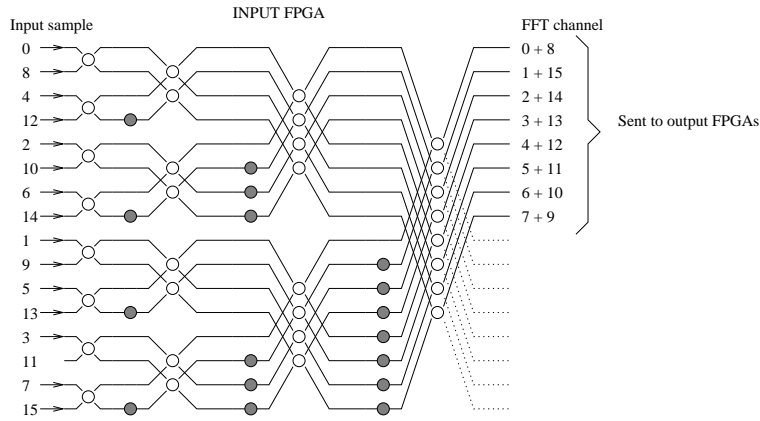 INPUT FPGA
Input sample
FFT channel
0
8
4
12
2
10
6
14
1
9
5
13
3
11
7
15
0 + 8
1 + 15
2 + 14
3 + 13
4 + 12
5 + 11
6 + 10
7 + 9
Sent to output FPGAs